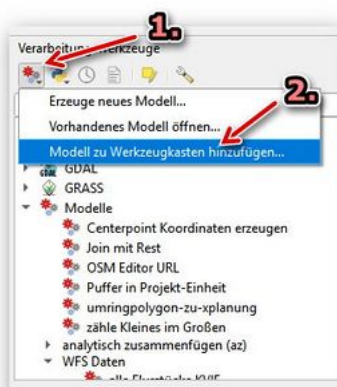 1.
Verarbeitungswerkzeuge
2.
Erzeuge neues Modell...
Vorhandenes Modell öffnen...
Modell zu Werkzeugkasten hinzufügen...
GDAL
GRASS
Modelle
Centerpoint Koordinaten erzeugen
Join mit Rest
OSM Editor URL
Puffer in Projekt-Einheit
umringpolygon-zu-xplanung
zähle Kleines im Großen
analytisch zusammenfügen (az)
WFS Daten
alle Flurstücke